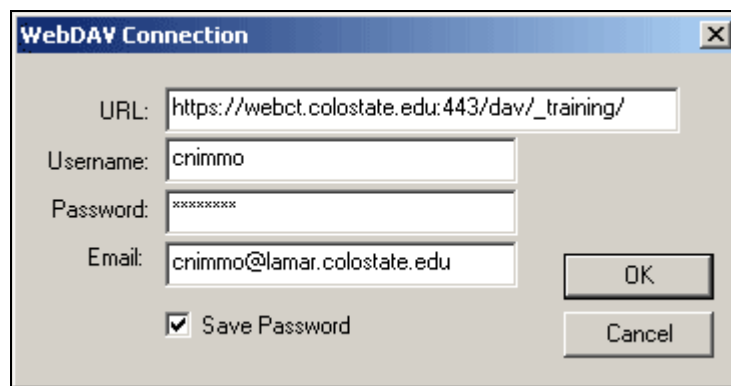 WebDAV Connection
URL: https://webct.colostate.edu:443/dav/_training/
Username: cnimmo
Password: ********
Email: cnimmo@lamar.colostate.edu
OK
Save Password
Cancel